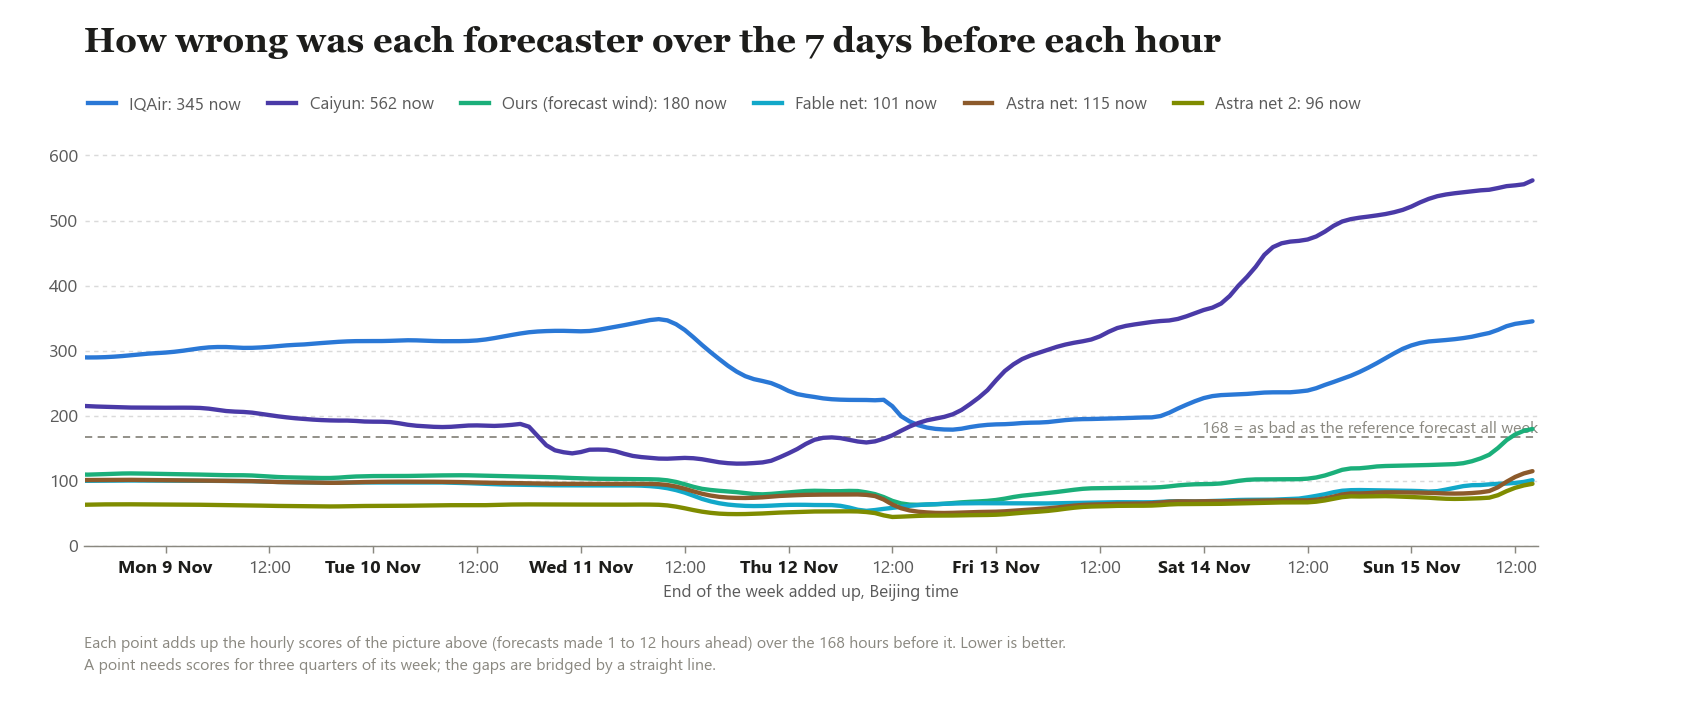 How wrong was each forecaster over the 7 days before each hour
IQAir: 345 now Caiyun: 562 now Ours (forecast wind): 180 now Fable net: 101 now Astra net: 115 now Astra net 2: 96 now
600
500
400
300
200
168 = as bad as the reference forecast all week
100
0
Mon 9 Nov 12:00 Tue 10 Nov 12:00 Wed 11 Nov 12:00 Thu 12 Nov 12:00 Fri 13 Nov 12:00 Sat 14 Nov 12:00 Sun 15 Nov 12:00
End of the week added up, Beijing time
Each point adds up the hourly scores of the picture above (forecasts made 1 to 12 hours ahead) over the 168 hours before it. Lower is better.
A point needs scores for three quarters of its week; the gaps are bridged by a straight line.